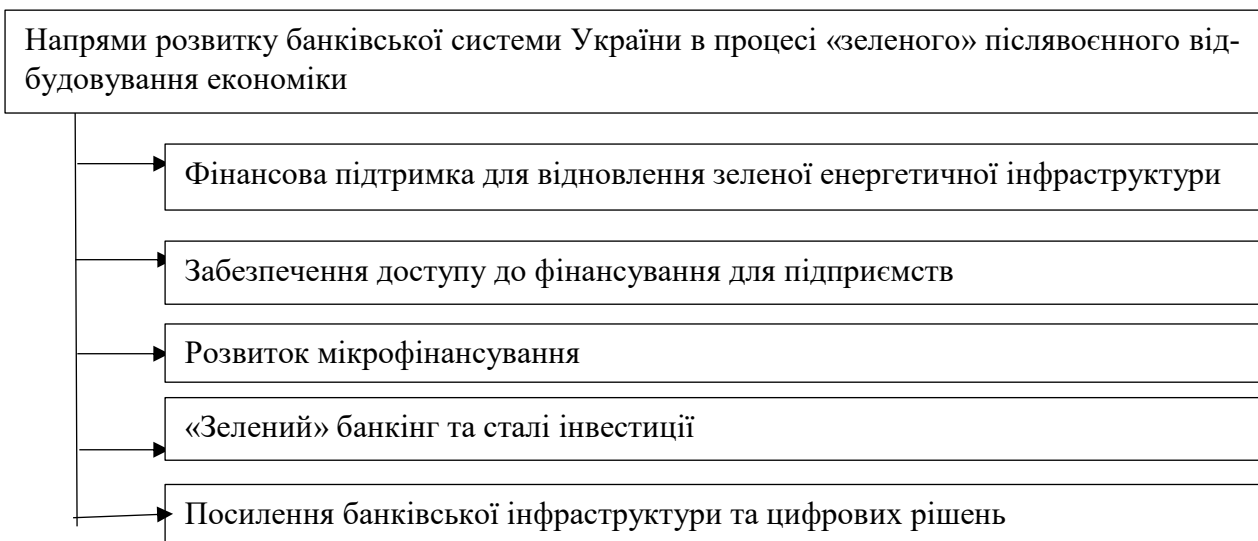 Напрями розвитку банківської системи України в процесі «зеленого» післявоєнного від-
будовування економіки
Фінансова підтримка для відновлення зеленої енергетичної інфраструктури
Забезпечення доступу до фінансування для підприємств
Розвиток мікрофінансування
«Зелений» банкінг та сталі інвестиції
Посилення банківської інфраструктури та цифрових рішень